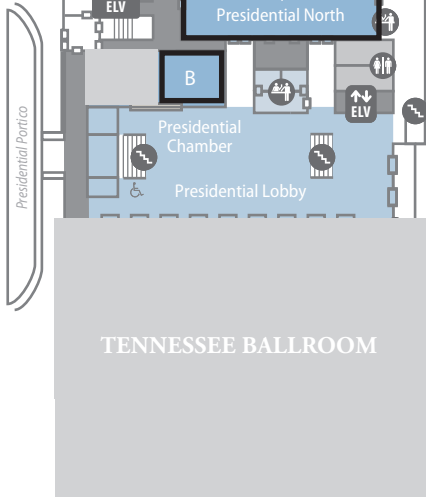 ELV
Presidential North
B
ELV
Presidential Portico
Presidential
Chamber
Presidential Lobby
TENNESSEE BALLROOM